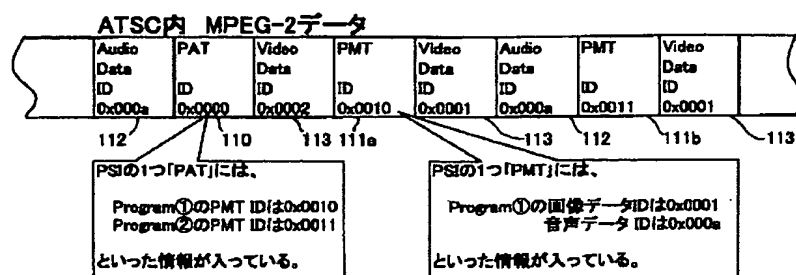 ATSC内 MPEG-2データ
Audio Data ID 0x000a
PAT ID 0x0000
Video Data ID 0x0002
PMT ID 0x0010
Video Data ID 0x0001
Audio Data ID 0x000a
PMT ID 0x0011
Video Data ID 0x0001
112 110 113 111a 113 112 111b 113
PSIの1つ「PAT」には、
Program①のPMT IDは0x0010
Program②のPMT IDは0x0011
といった情報が入っている。
PSIの1つ「PMT」には、
Program①の画像データIDは0x0001
音声データ IDは0x000a
といった情報が入っている。